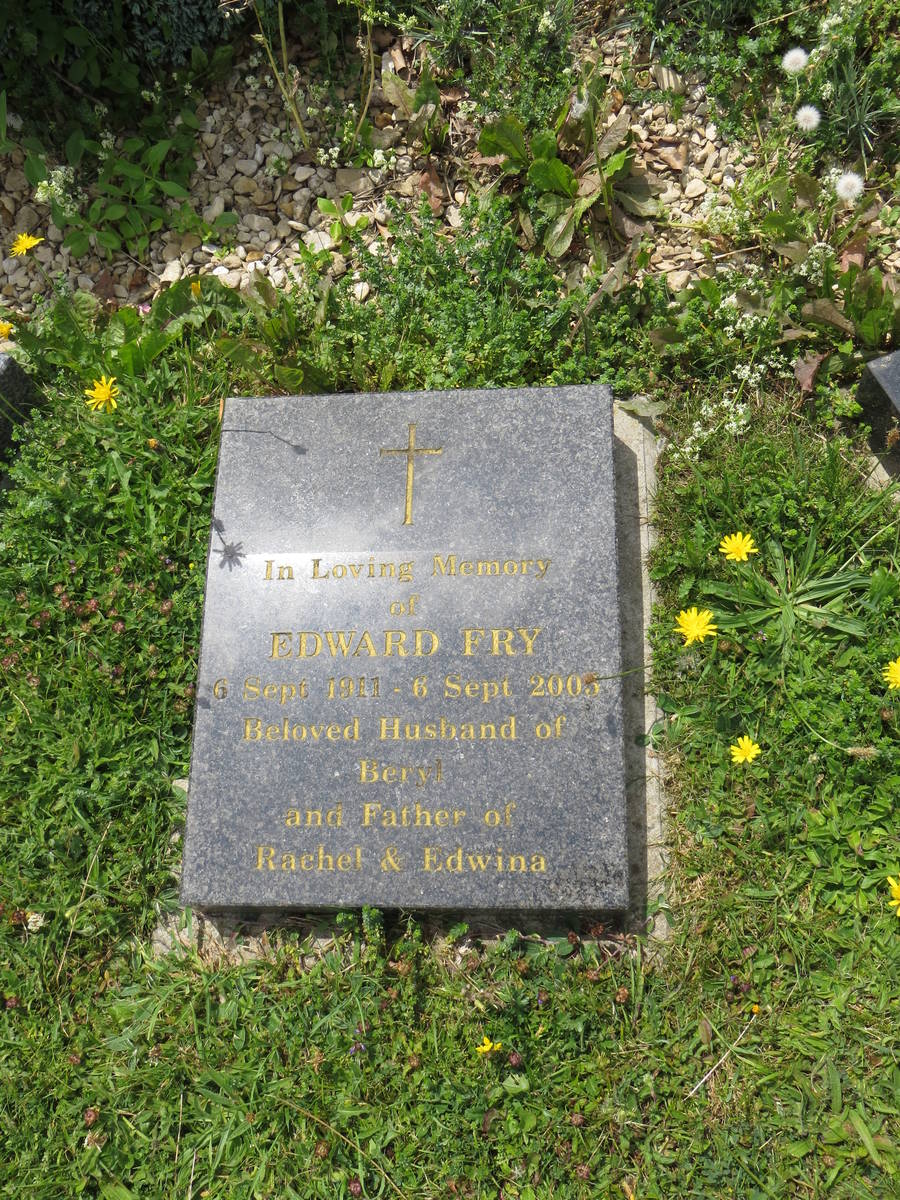 In Loving Memory
of
EDWARD FRY
6 Sept 1911 - 6 Sept 2005
Beloved Husband of
Beryl
and Father of
Rachel & Edwina